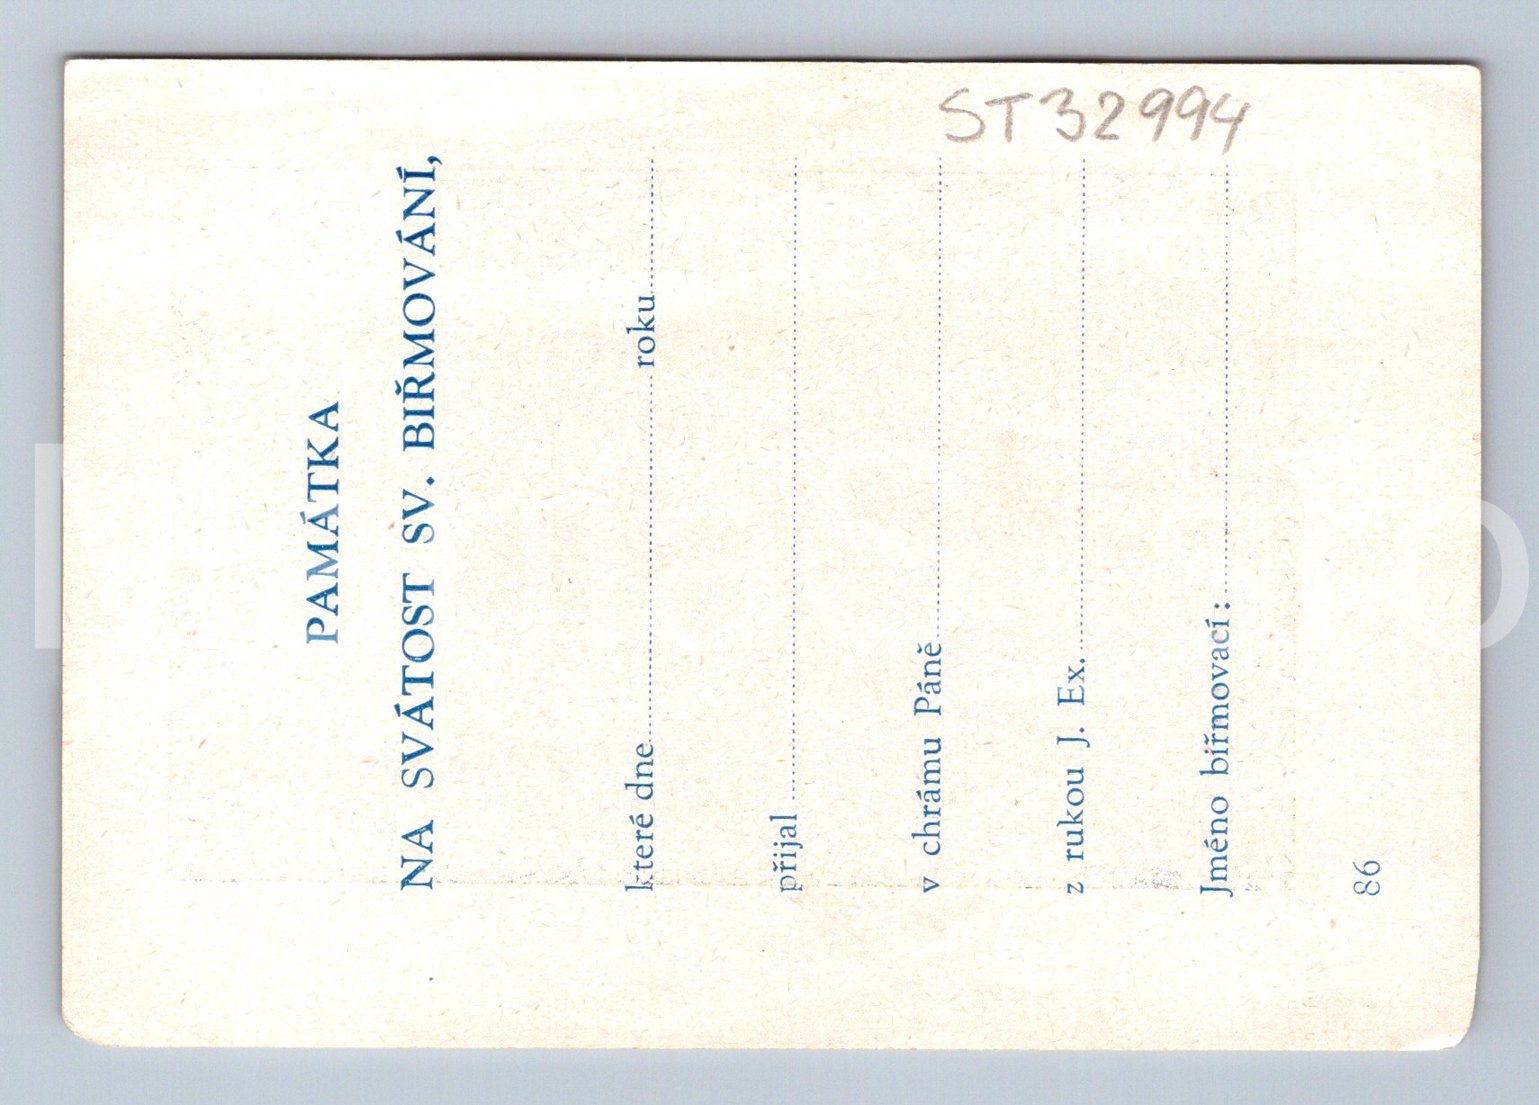 ST32994
PAMÁTKA
NA SVÁTOST SV. BIŘMOVÁNÍ,
které dne roku
přijal
v chrámu Páně
z rukou J. Ex.
Jméno biřmovací:
86